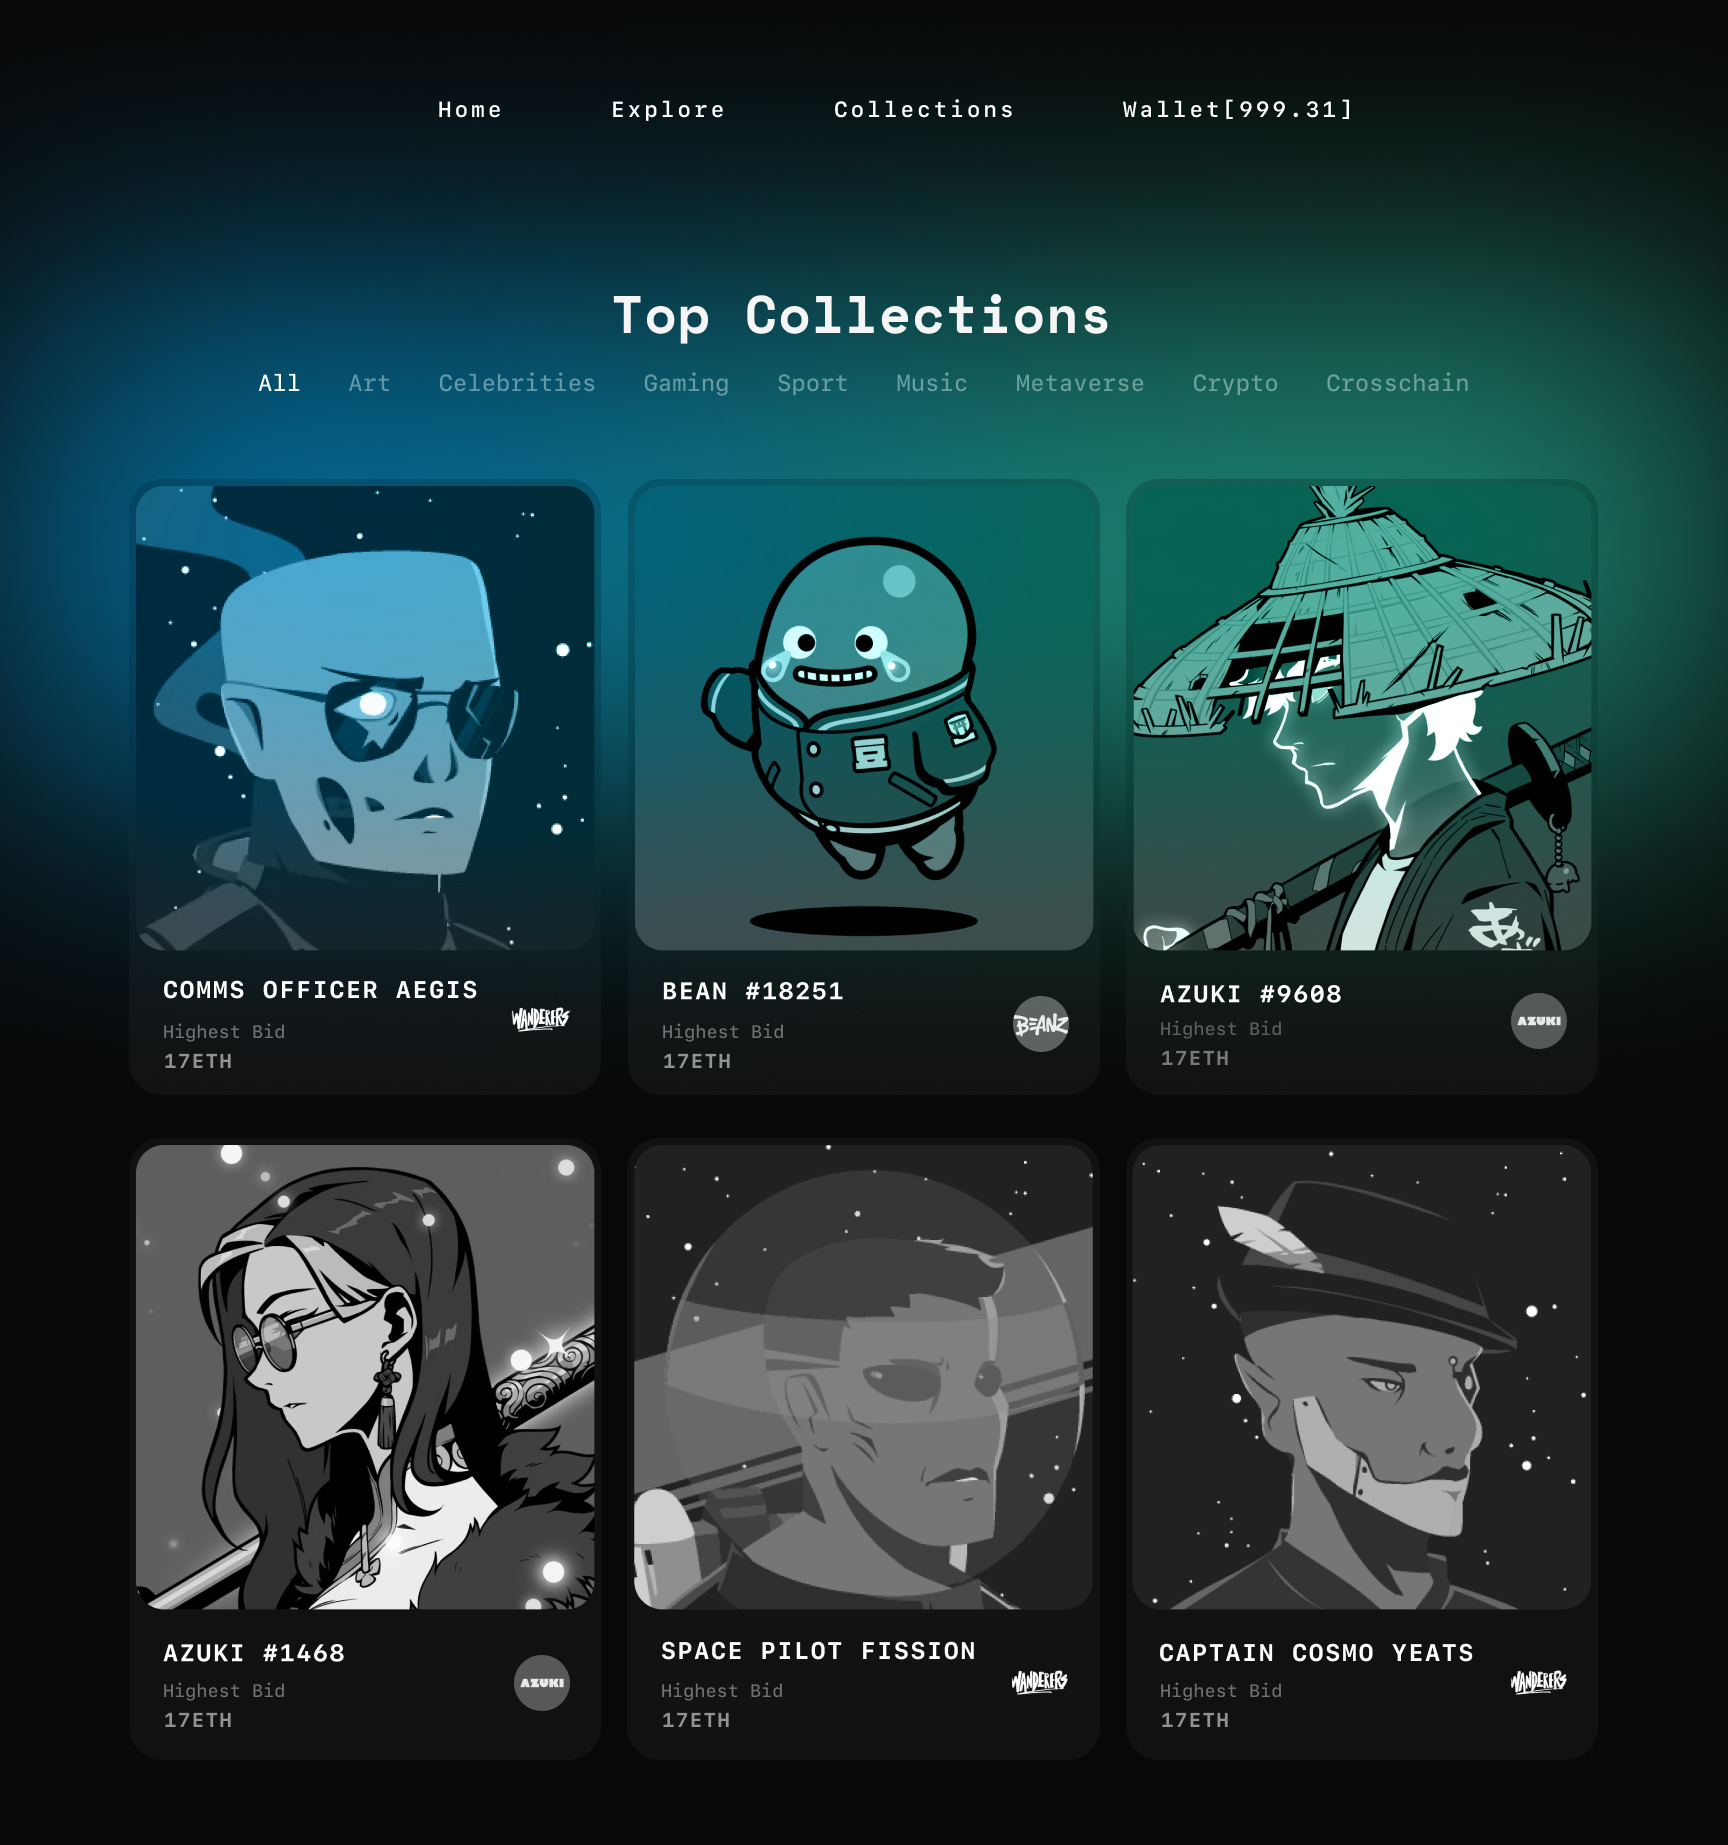 Home Explore Collections Wallet[999.31]
Top Collections
All Art Celebrities Gaming Sport Music Metaverse Crypto Crosschain
COMMS OFFICER AEGIS
Highest Bid
17ETH
WANDERERS
BEAN #18251
Highest Bid
17ETH
BEANZ
あ
AZUKI #9608
Highest Bid
17ETH
AZUKI
AZUKI #1468
Highest Bid
17ETH
AZUKI
SPACE PILOT FISSION
Highest Bid
17ETH
WANDERERS
CAPTAIN COSMO YEATS
Highest Bid
17ETH
WANDERERS